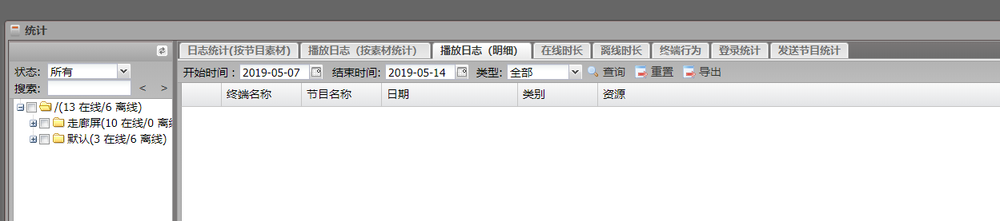 统计
日志统计(按节目素材) 播放日志（按素材统计） 播放日志（明细） 在线时长 离线时长 终端行为 登录统计 发送节目统计
状态: 所有
开始时间： 2019-05-07 结束时间: 2019-05-14 类型: 全部 查询 重置 导出
搜索: < >
终端名称 节目名称 日期 类别 资源
/(13 在线/6 离线)
走廊屏(10 在线/0 离
默认(3 在线/6 离线)